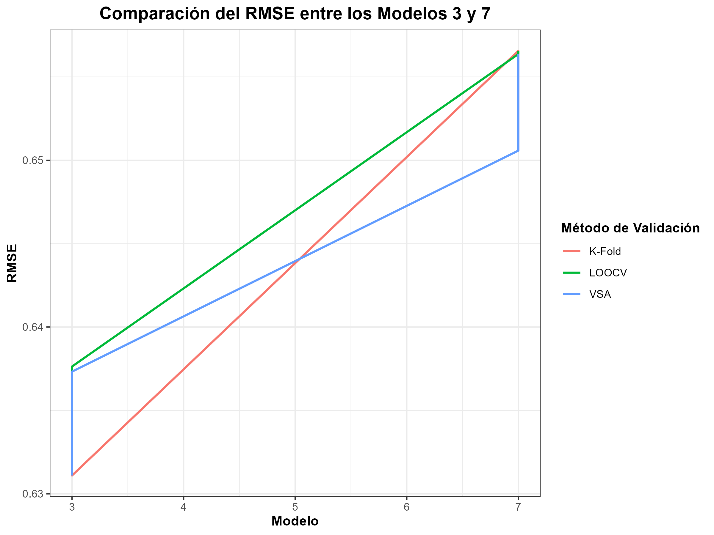 Comparación del RMSE entre los Modelos 3 y 7
RMSE
0.65
0.64
0.63
3
4
5
6
7
Modelo
Método de Validación
K-Fold
LOOCV
VSA